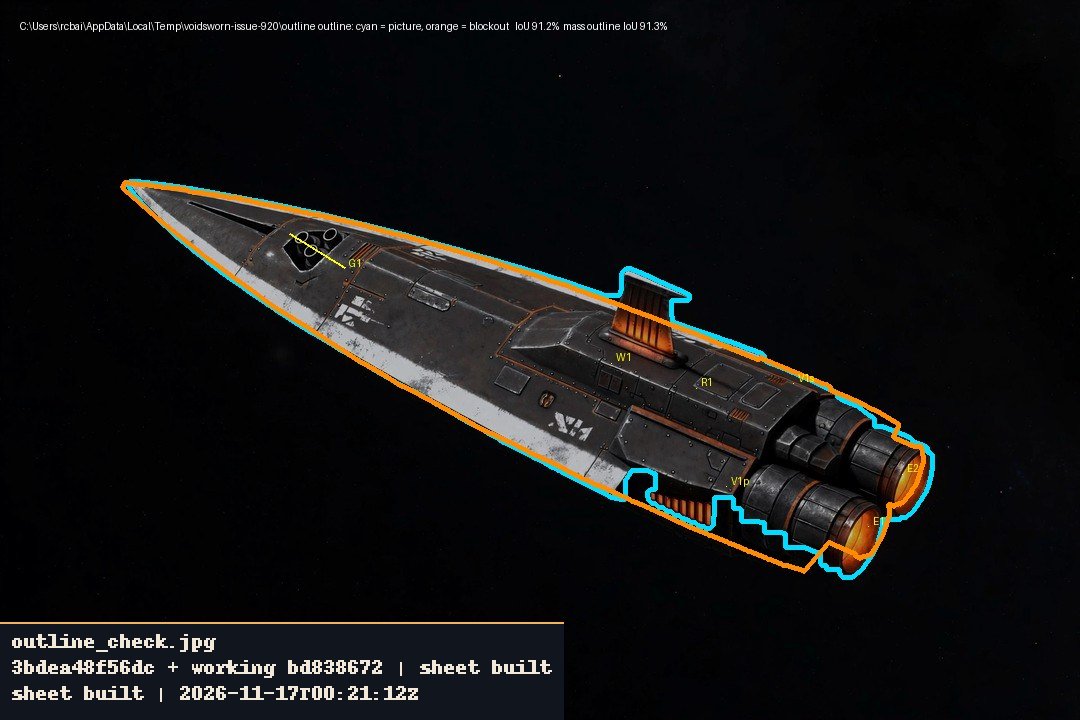 C:\Users\rcbai\AppData\Local\Temp\voidsworn-issue-920\outline outline: cyan = picture, orange = blockout IoU 91.2% mass outline IoU 91.3%
G1
W1
R1
V1s
E2
V1p
E1
outline_check.jpg
3bdea48f56dc + working bd838672 | sheet built
sheet built | 2026-11-17T00:21:12Z